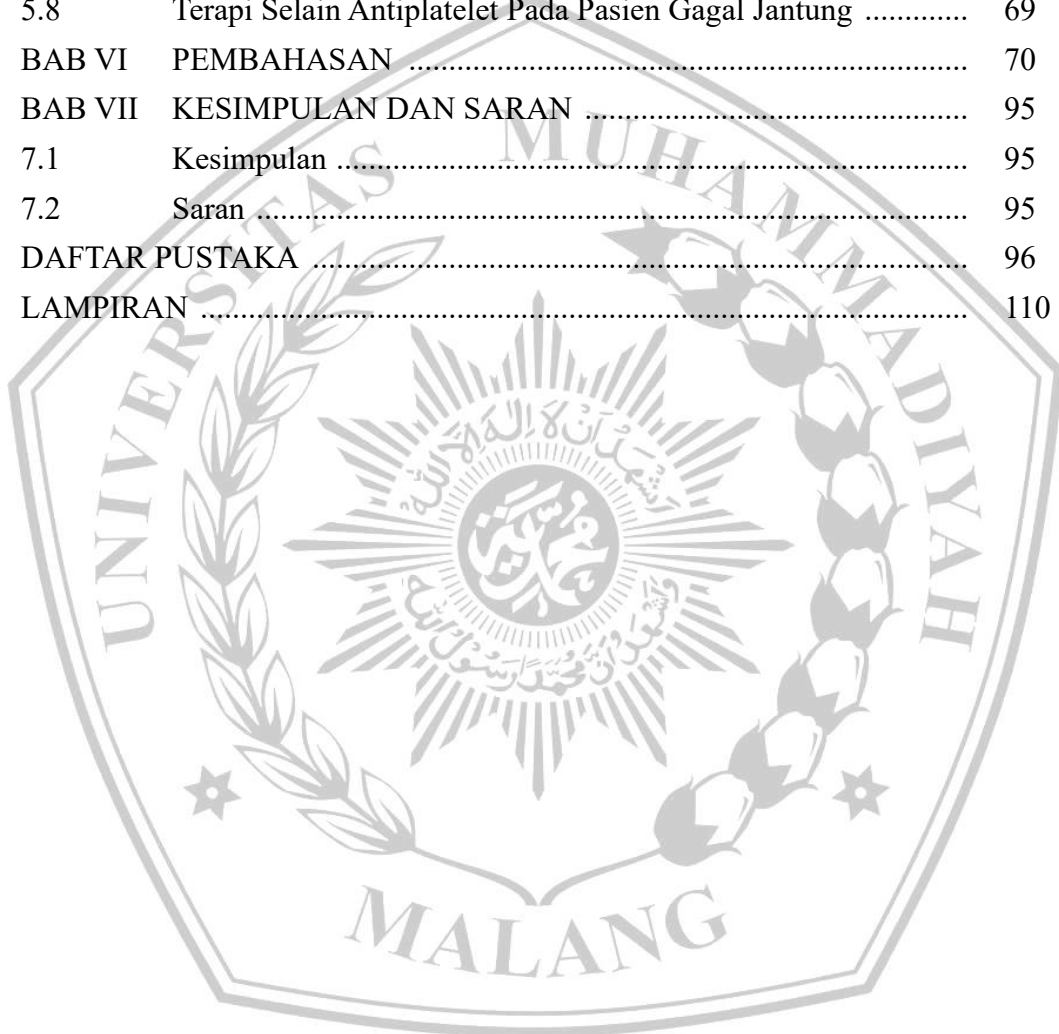 5.8 Terapi Selain Antiplatelet Pada Pasien Gagal Jantung ............. 69
BAB VI PEMBAHASAN ................................................................ 70
BAB VII KESIMPULAN DAN SARAN ............................................ 95
7.1 Kesimpulan ........................................................................ 95
7.2 Saran ................................................................................. 95
DAFTAR PUSTAKA ........................................................................ 96
LAMPIRAN ..................................................................................... 110
UNIVERSITAS MUHAMMADIYAH
MALANG